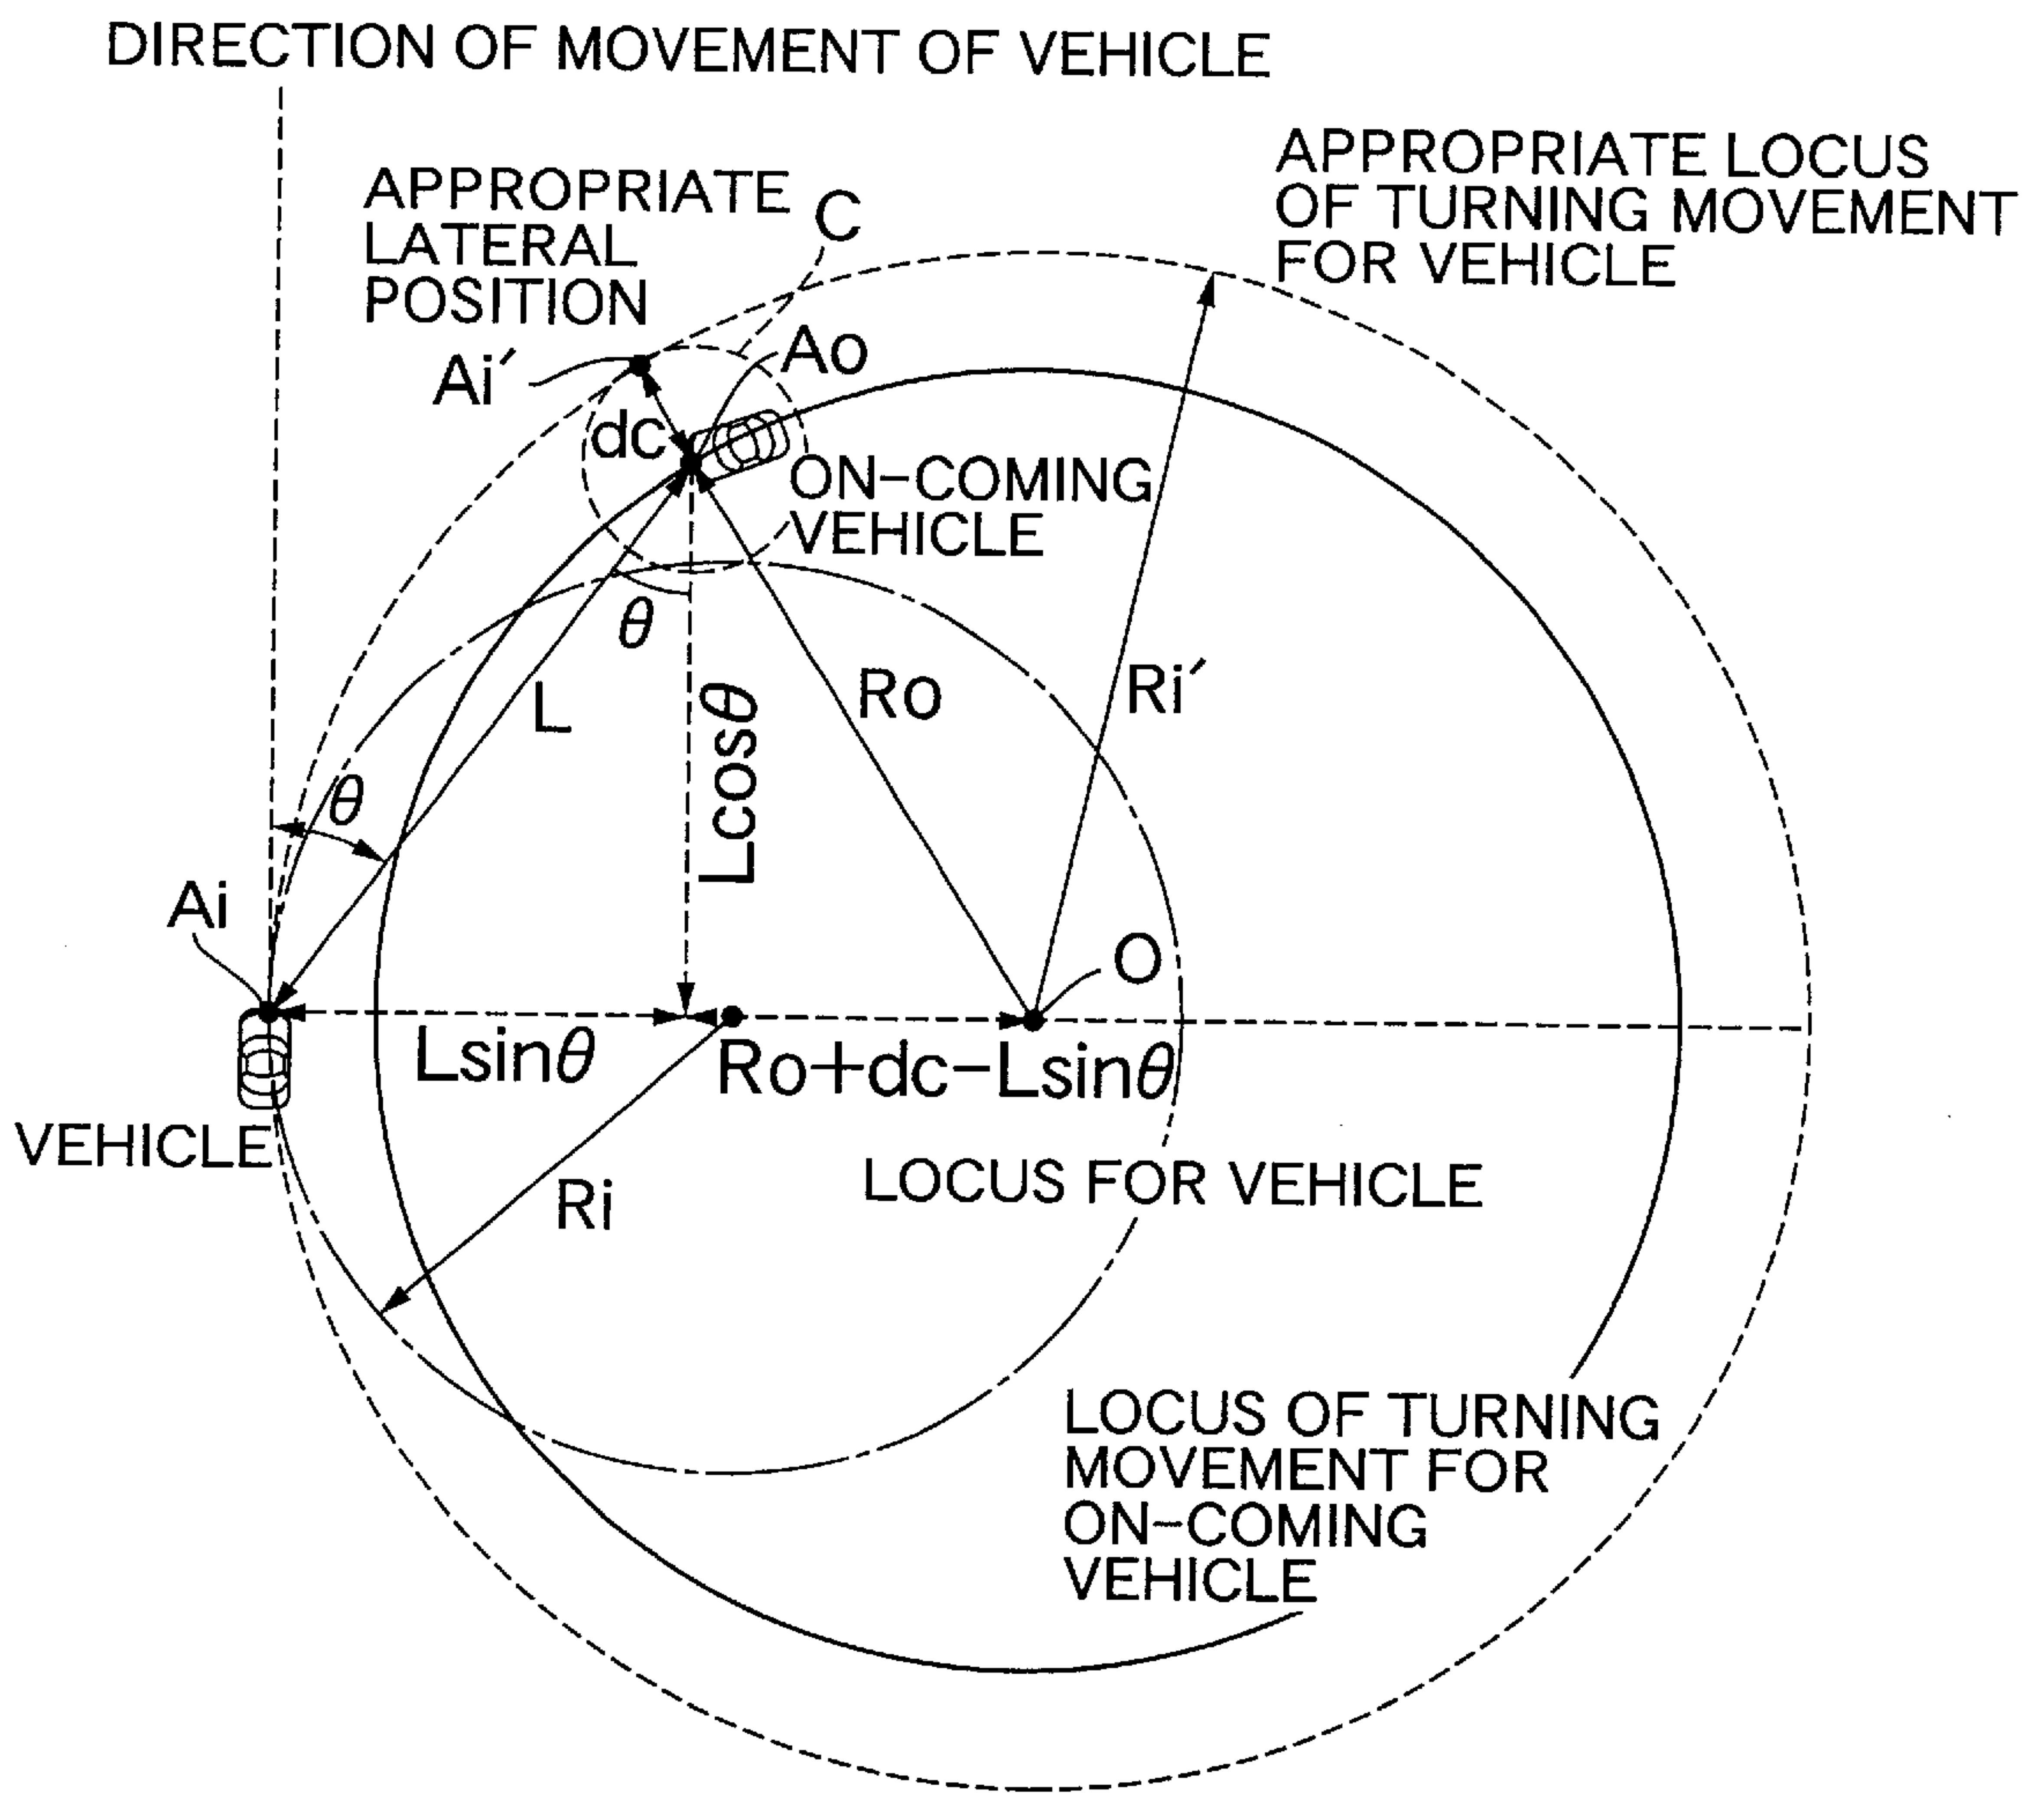 DIRECTION OF MOVEMENT OF VEHICLE
APPROPRIATE LOCUS
OF TURNING MOVEMENT
FOR VEHICLE
APPROPRIATE
LATERAL
POSITION
C
Ai′
Ao
dc
ON-COMING
VEHICLE
θ
L
Lcosθ
Ro
Ri′
θ
Ai
O
Lsinθ
Ro+dc-Lsinθ
VEHICLE
Ri
LOCUS FOR VEHICLE
LOCUS OF TURNING
MOVEMENT FOR
ON-COMING
VEHICLE